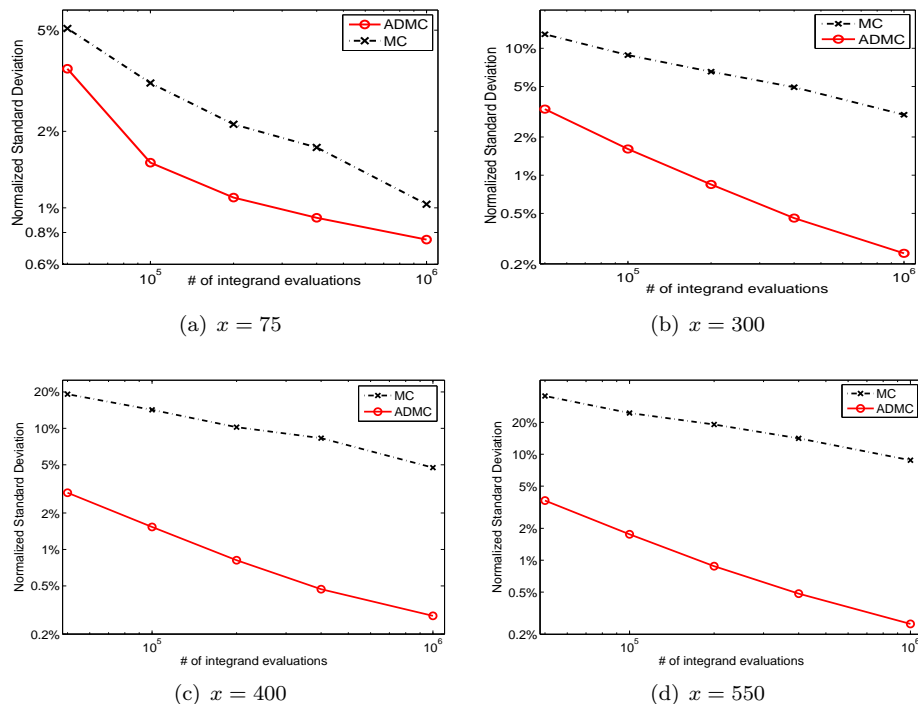 ADMC
MC
5%
2%
1%
0.8%
0.6%
Normalized Standard Deviation
10^5
10^6
# of integrand evaluations
(a) x = 75
MC
ADMC
10%
5%
2%
1%
0.5%
0.2%
Normalized Standard Deviation
10^5
10^6
# of integrand evaluations
(b) x = 300
MC
ADMC
20%
10%
5%
2%
1%
0.5%
0.2%
Normalized Standard Deviation
10^5
10^6
# of integrand evaluations
(c) x = 400
MC
ADMC
20%
10%
5%
2%
1%
0.5%
0.2%
Normalized Standard Deviation
10^5
10^6
# of integrand evaluations
(d) x = 550